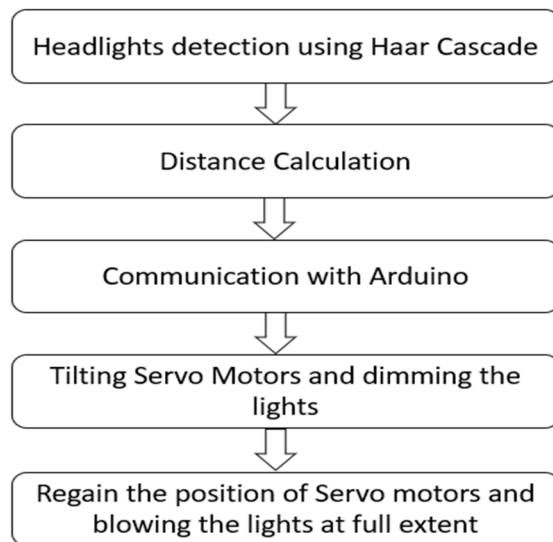 Headlights detection using Haar Cascade
Distance Calculation
Communication with Arduino
Tilting Servo Motors and dimming the
lights
Regain the position of Servo motors and
blowing the lights at full extent